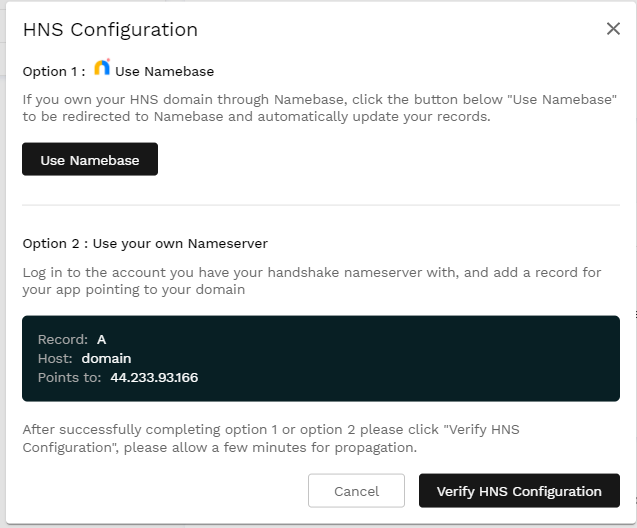 HNS Configuration
Option 1 : Use Namebase
If you own your HNS domain through Namebase, click the button below "Use Namebase"
to be redirected to Namebase and automatically update your records.
Use Namebase
Option 2 : Use your own Nameserver
Log in to the account you have your handshake nameserver with, and add a record for
your app pointing to your domain
Record: A
Host: domain
Points to: 44.233.93.166
After successfully completing option 1 or option 2 please click "Verify HNS
Configuration", please allow a few minutes for propagation.
Cancel
Verify HNS Configuration